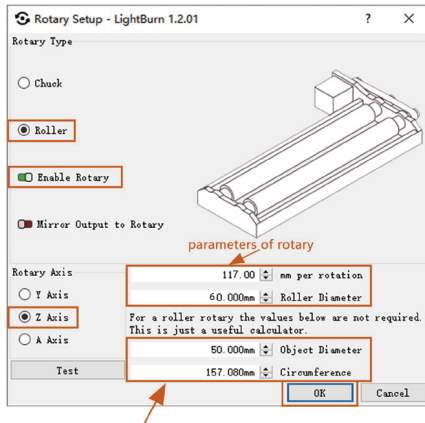 Rotary Setup - LightBurn 1.2.01 ? ×
Rotary Type
Chuck
Roller
Enable Rotary
Mirror Output to Rotary
parameters of rotary
Rotary Axis
117.00 mm per rotation
Y Axis
60.000mm Roller Diameter
Z Axis
For a roller rotary the values below are not required.
This is just a useful calculator.
A Axis
50.000mm Object Diameter
Test
157.080mm Circumference
OK Cancel